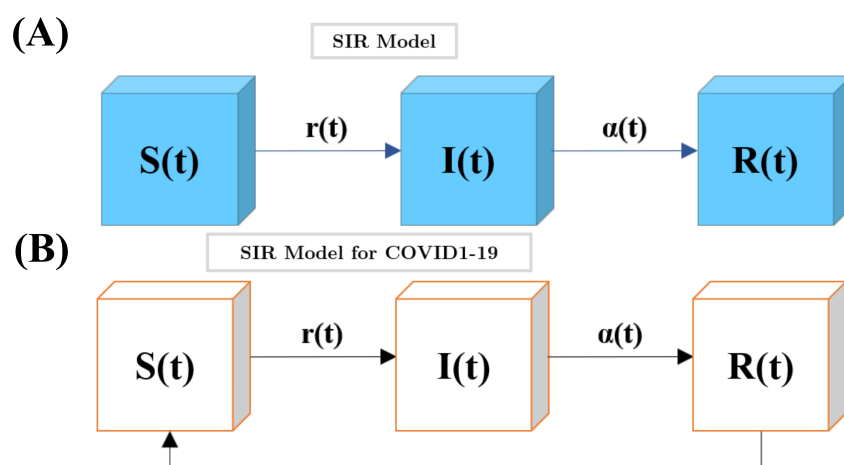 (A)
SIR Model
r(t)
α(t)
S(t)
I(t)
R(t)
(B)
SIR Model for COVID1-19
r(t)
α(t)
S(t)
I(t)
R(t)